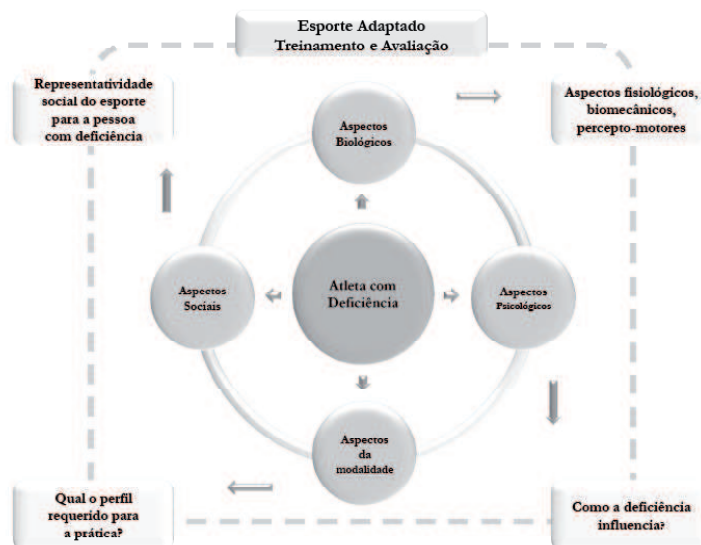 Esporte Adaptado
Treinamento e Avaliação
Representatividade
social do esporte
para a pessoa
com deficiência
Aspectos fisiológicos,
biomecânicos,
percepto-motores
Aspectos
Biológicos
Aspectos
Sociais
Atleta com
Deficiência
Aspectos
Psicológicos
Aspectos
da
modalidade
Qual o perfil
requerido para
a prática?
Como a deficiência
influencia?